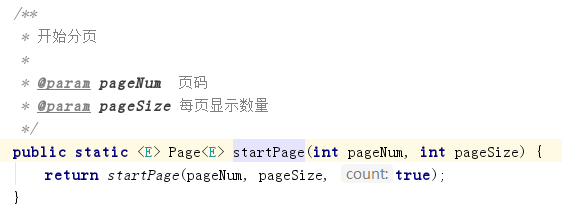 /**
 * 开始分页
 *
 * @param pageNum  页码
 * @param pageSize 每页显示数量
 */
public static <E> Page<E> startPage(int pageNum, int pageSize) {
    return startPage(pageNum, pageSize, count: true);
}